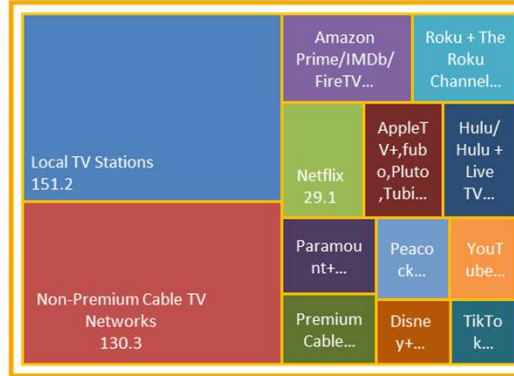 Local TV Stations
151.2
Non-Premium Cable TV
Networks
130.3
Amazon
Prime/IMDb/
FireTV...
Roku + The
Roku
Channel...
Netflix
29.1
AppleT
V+,fub
o,Pluto
,Tubi...
Hulu/
Hulu +
Live
TV...
Paramou
nt+...
Peaco
ck...
YouT
ube...
Premium
Cable...
Disne
y+...
TikTo
k...